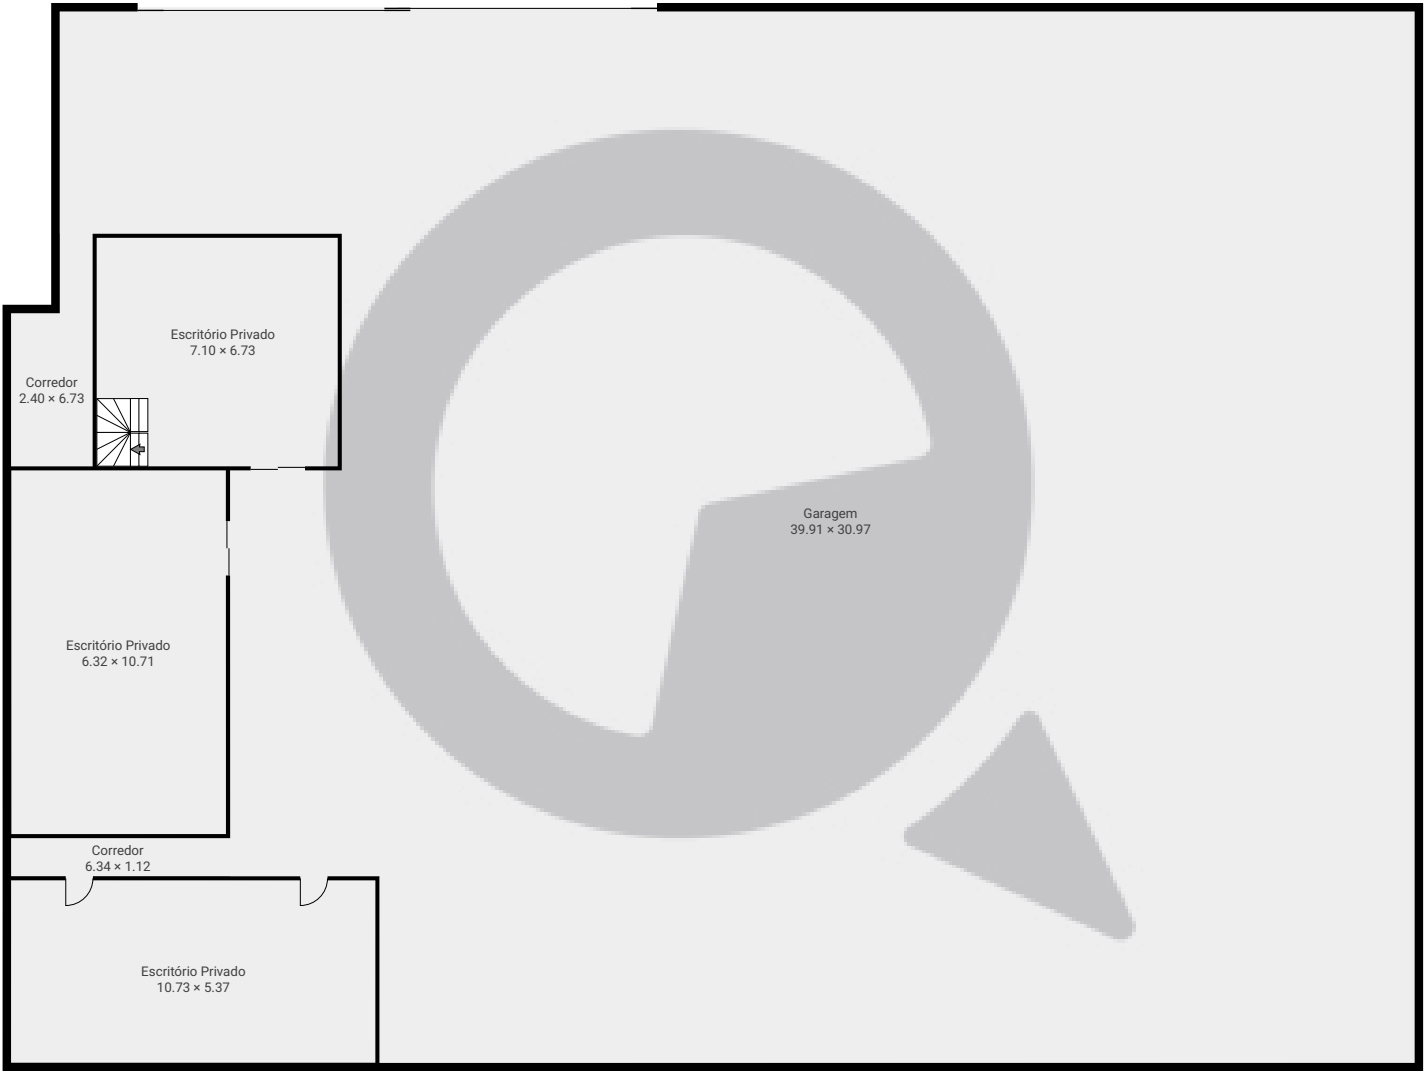 Escritório Privado
7.10 × 6.73
Corredor
2.40 × 6.73
Garagem
39.91 × 30.97
Escritório Privado
6.32 × 10.71
Corredor
6.34 × 1.12
Escritório Privado
10.73 × 5.37